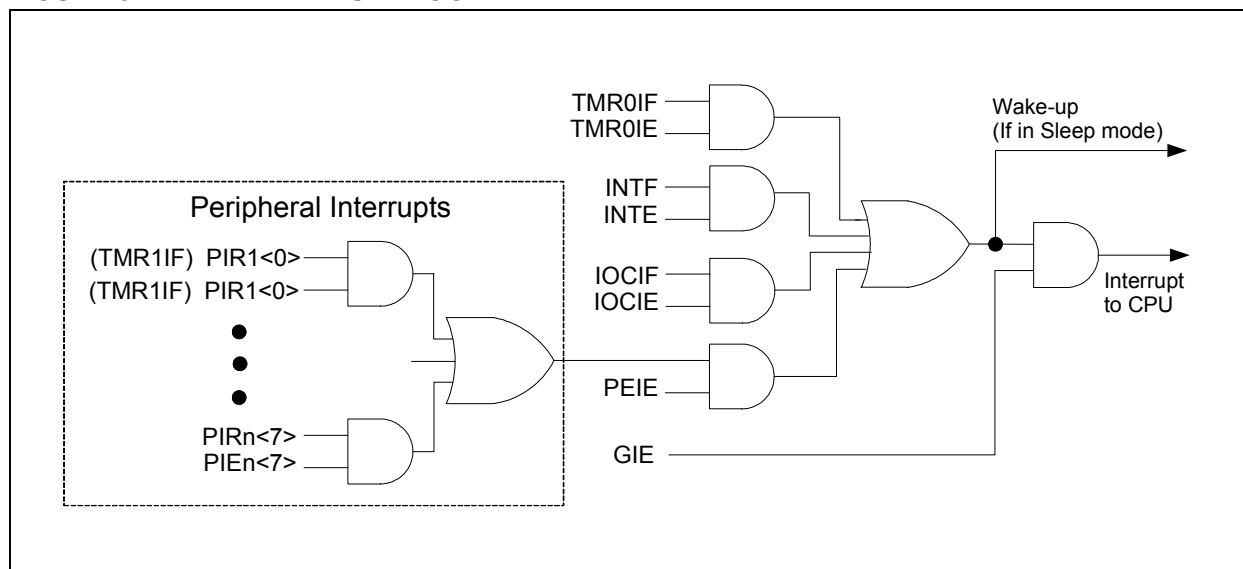 TMR0IF
TMR0IE
Wake-up
(If in Sleep mode)
INTF
INTE
Peripheral Interrupts
(TMR1IF) PIR1<0>
(TMR1IF) PIR1<0>
IOCIF
IOCIE
Interrupt
to CPU
PEIE
PIRn<7>
PIEn<7>
GIE